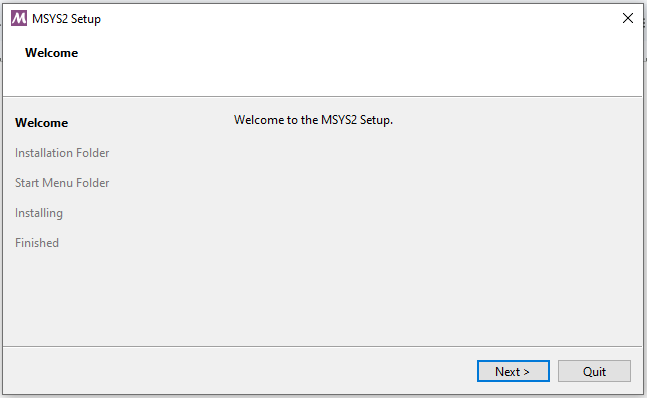 MSYS2 Setup
Welcome
Welcome
Welcome to the MSYS2 Setup.
Installation Folder
Start Menu Folder
Installing
Finished
Next >
Quit